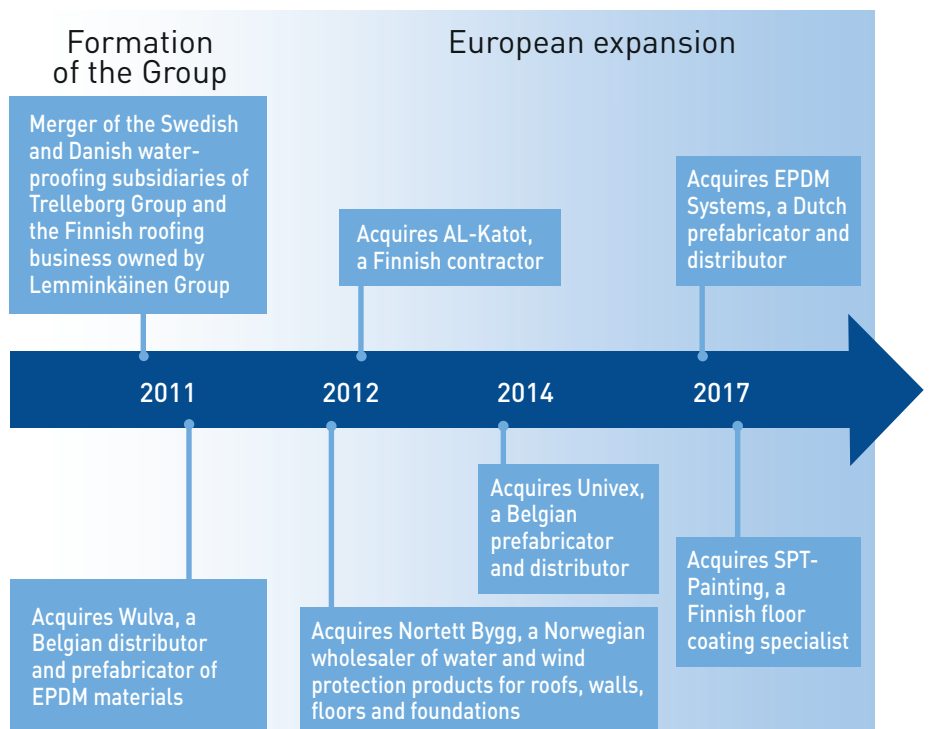 Formation
of the Group
European expansion
Merger of the Swedish
and Danish water-
proofing subsidiaries of
Trelleborg Group and
the Finnish roofing
business owned by
Lemminkäinen Group
Acquires AL-Katot,
a Finnish contractor
Acquires EPDM
Systems, a Dutch
prefabricator and
distributor
2011
2012
2014
2017
Acquires Wulva, a
Belgian distributor
and prefabricator of
EPDM materials
Acquires Nortett Bygg, a Norwegian
wholesaler of water and wind
protection products for roofs, walls,
floors and foundations
Acquires Univex,
a Belgian
prefabricator
and distributor
Acquires SPT-
Painting, a
Finnish floor
coating specialist